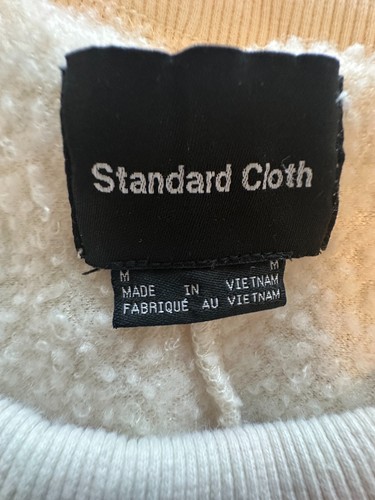 Standard Cloth
M M
MADE IN VIETNAM
FABRIQUÉ AU VIETNAM